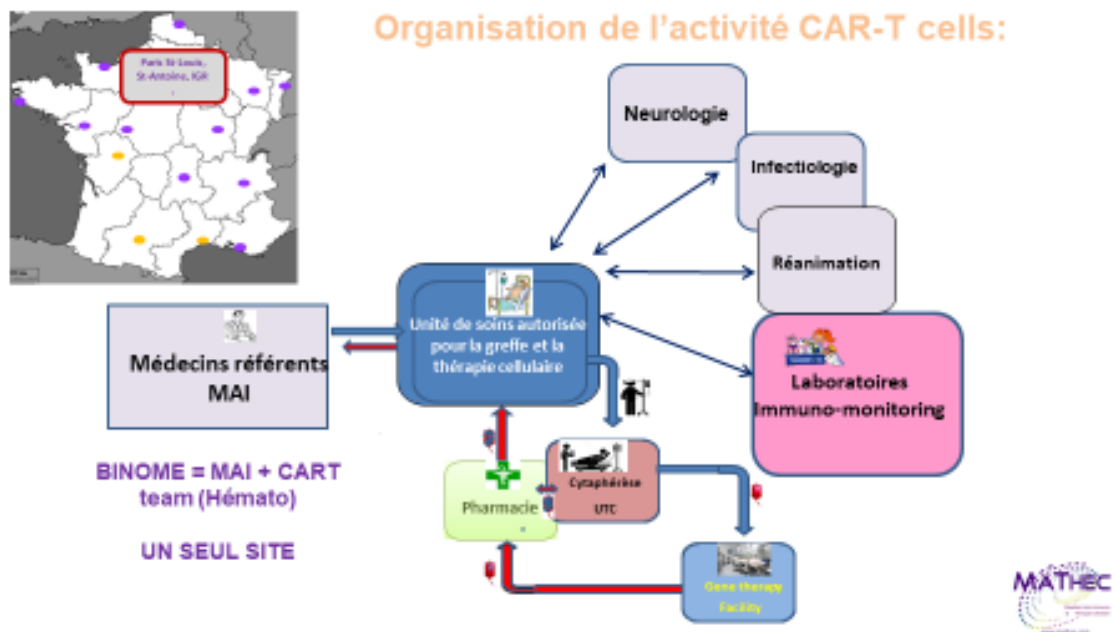 Organisation de l'activité CAR-T cells:
Paris St-Louis,
St-Antoine, IGR
Neurologie
Infectiologie
Réanimation
Unité de soins autorisée
pour la greffe et la
thérapie cellulaire
Médecins référents
MAI
Laboratoires
Immuno-monitoring
BINOME = MAI + CART
team (Hémato)
UN SEUL SITE
Cytaphérèse
UTC
Pharmacie
Gene therapy
Facility
MATHEC